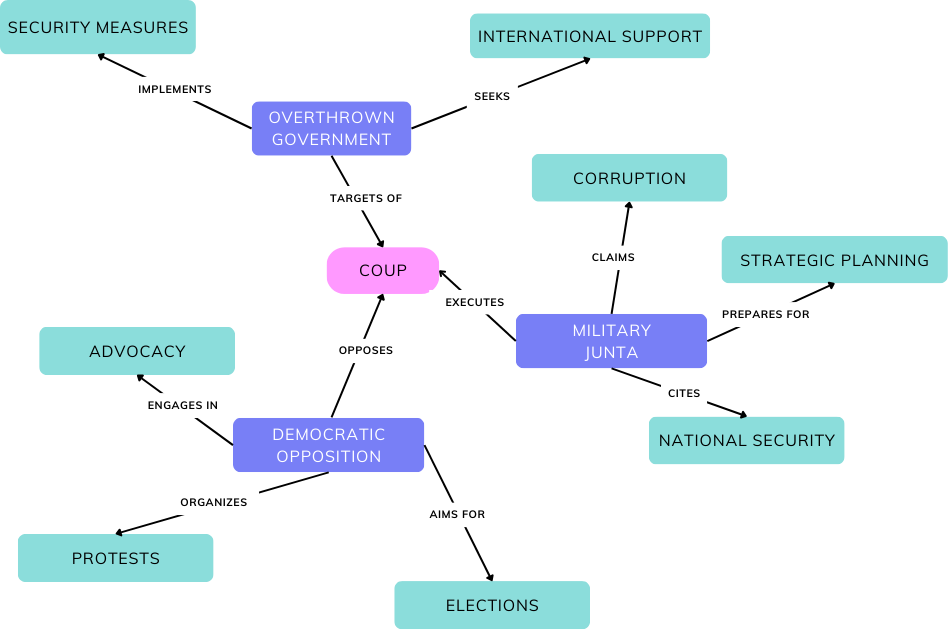 SECURITY MEASURES
INTERNATIONAL SUPPORT
IMPLEMENTS
SEEKS
OVERTHROWN
GOVERNMENT
TARGETS OF
CORRUPTION
CLAIMS
STRATEGIC PLANNING
COUP
EXECUTES
PREPARES FOR
MILITARY
JUNTA
ADVOCACY
OPPOSES
CITES
ENGAGES IN
NATIONAL SECURITY
DEMOCRATIC
OPPOSITION
ORGANIZES
AIMS FOR
PROTESTS
ELECTIONS